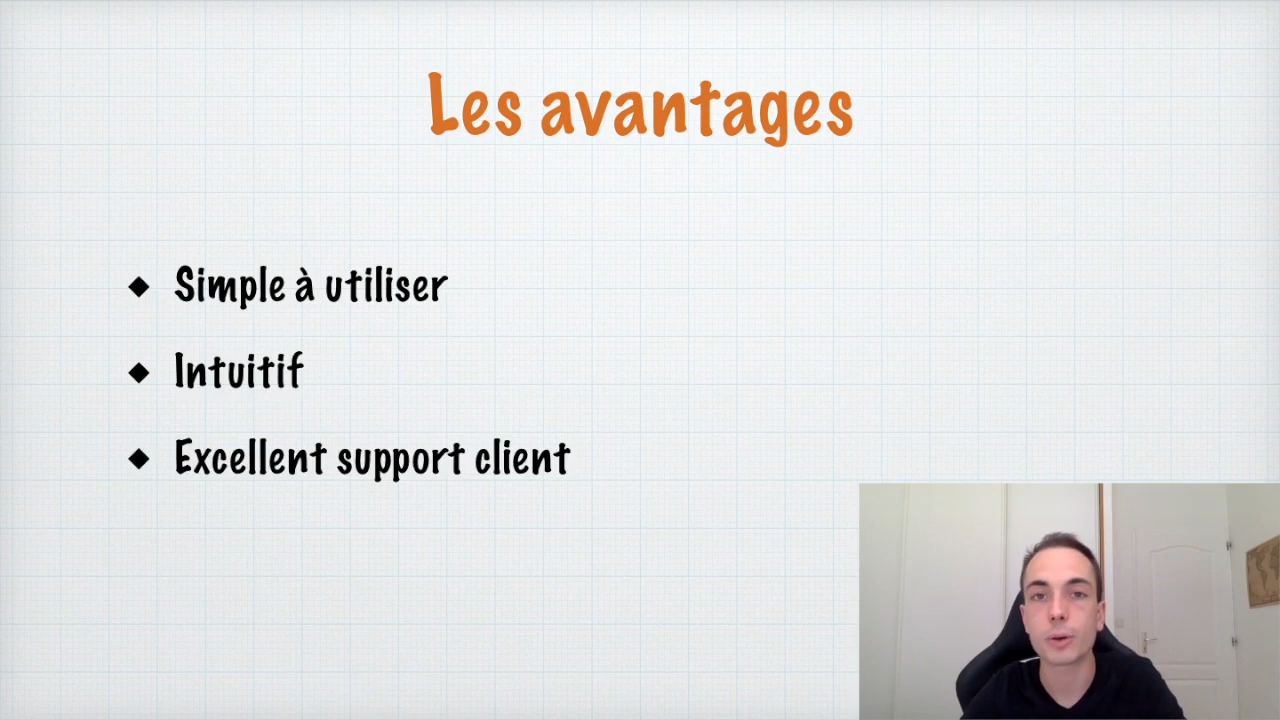 Les avantages
Simple à utiliser
Intuitif
Excellent support client